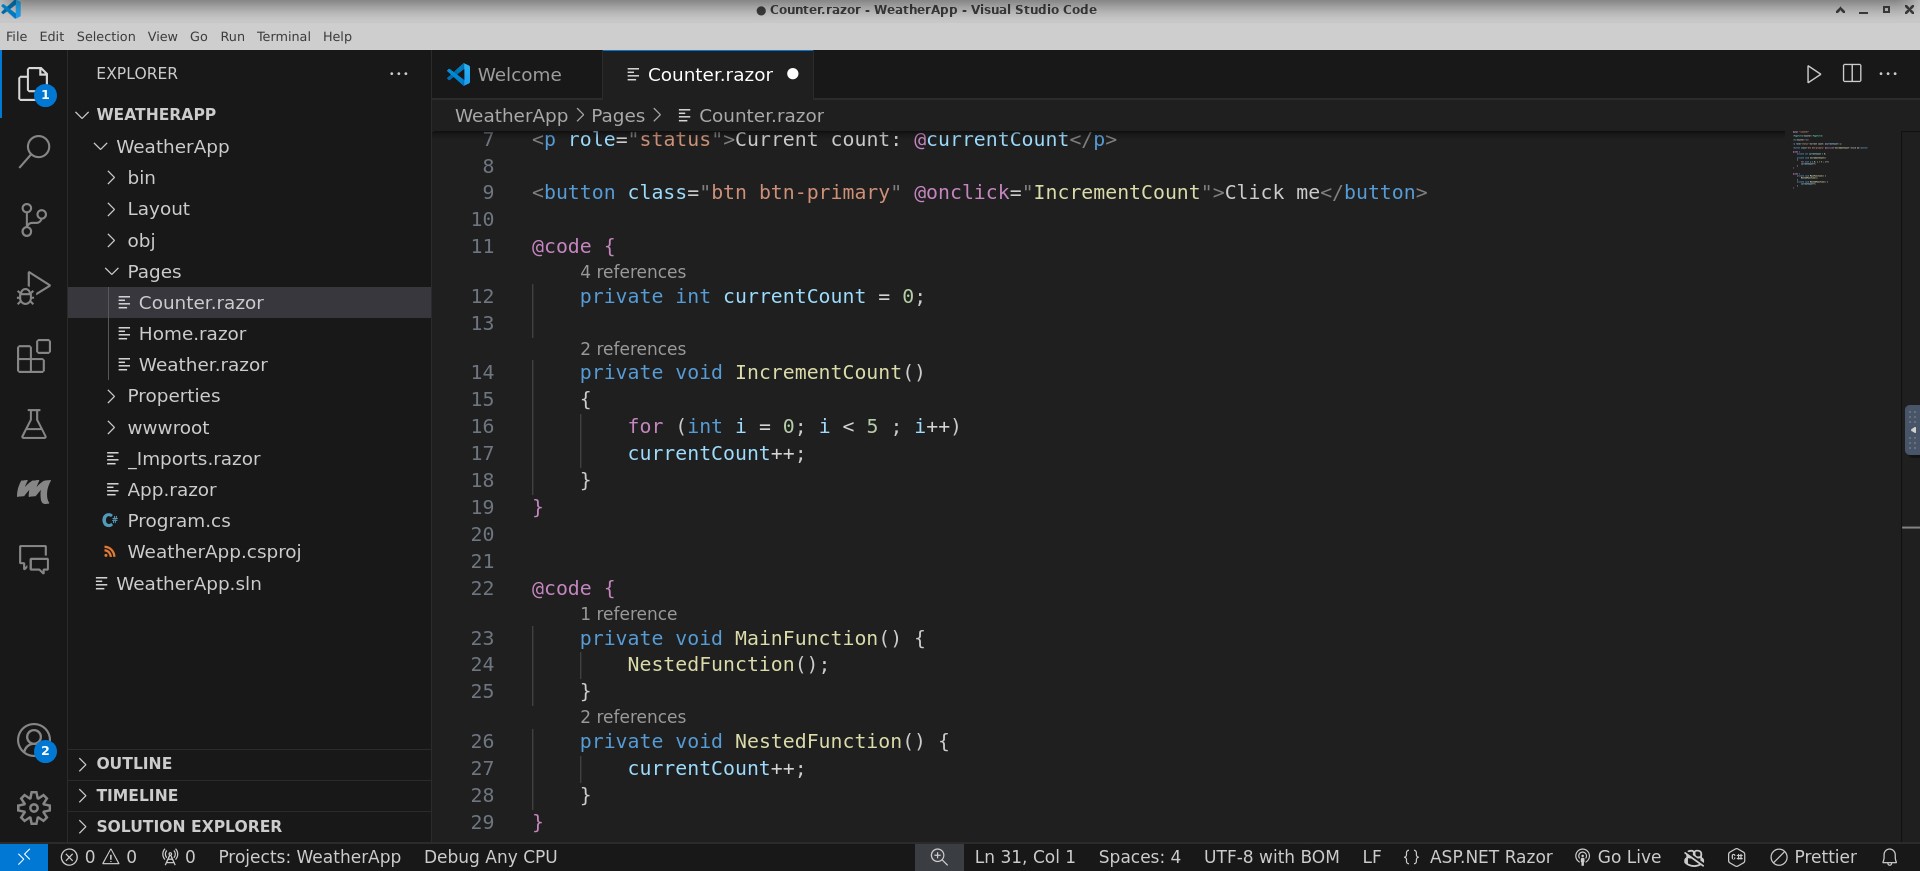 ● Counter.razor - WeatherApp - Visual Studio Code
File Edit Selection View Go Run Terminal Help
EXPLORER
Welcome
Counter.razor
WeatherApp > Pages > Counter.razor
1
WEATHERAPP
WeatherApp
bin
Layout
obj
Pages
Counter.razor
Home.razor
Weather.razor
Properties
wwwroot
_Imports.razor
App.razor
C# Program.cs
WeatherApp.csproj
WeatherApp.sln
2
OUTLINE
TIMELINE
SOLUTION EXPLORER
7 <p role="status">Current count: @currentCount</p>
8
9 <button class="btn btn-primary" @onclick="IncrementCount">Click me</button>
10
11 @code {
4 references
12 private int currentCount = 0;
13
2 references
14 private void IncrementCount()
15 {
16 for (int i = 0; i < 5 ; i++)
17 currentCount++;
18 }
19 }
20
21
22 @code {
1 reference
23 private void MainFunction() {
24 NestedFunction();
25 }
2 references
26 private void NestedFunction() {
27 currentCount++;
28 }
29 }
0 0 0 Projects: WeatherApp Debug Any CPU
Ln 31, Col 1 Spaces: 4 UTF-8 with BOM LF {} ASP.NET Razor Go Live Prettier